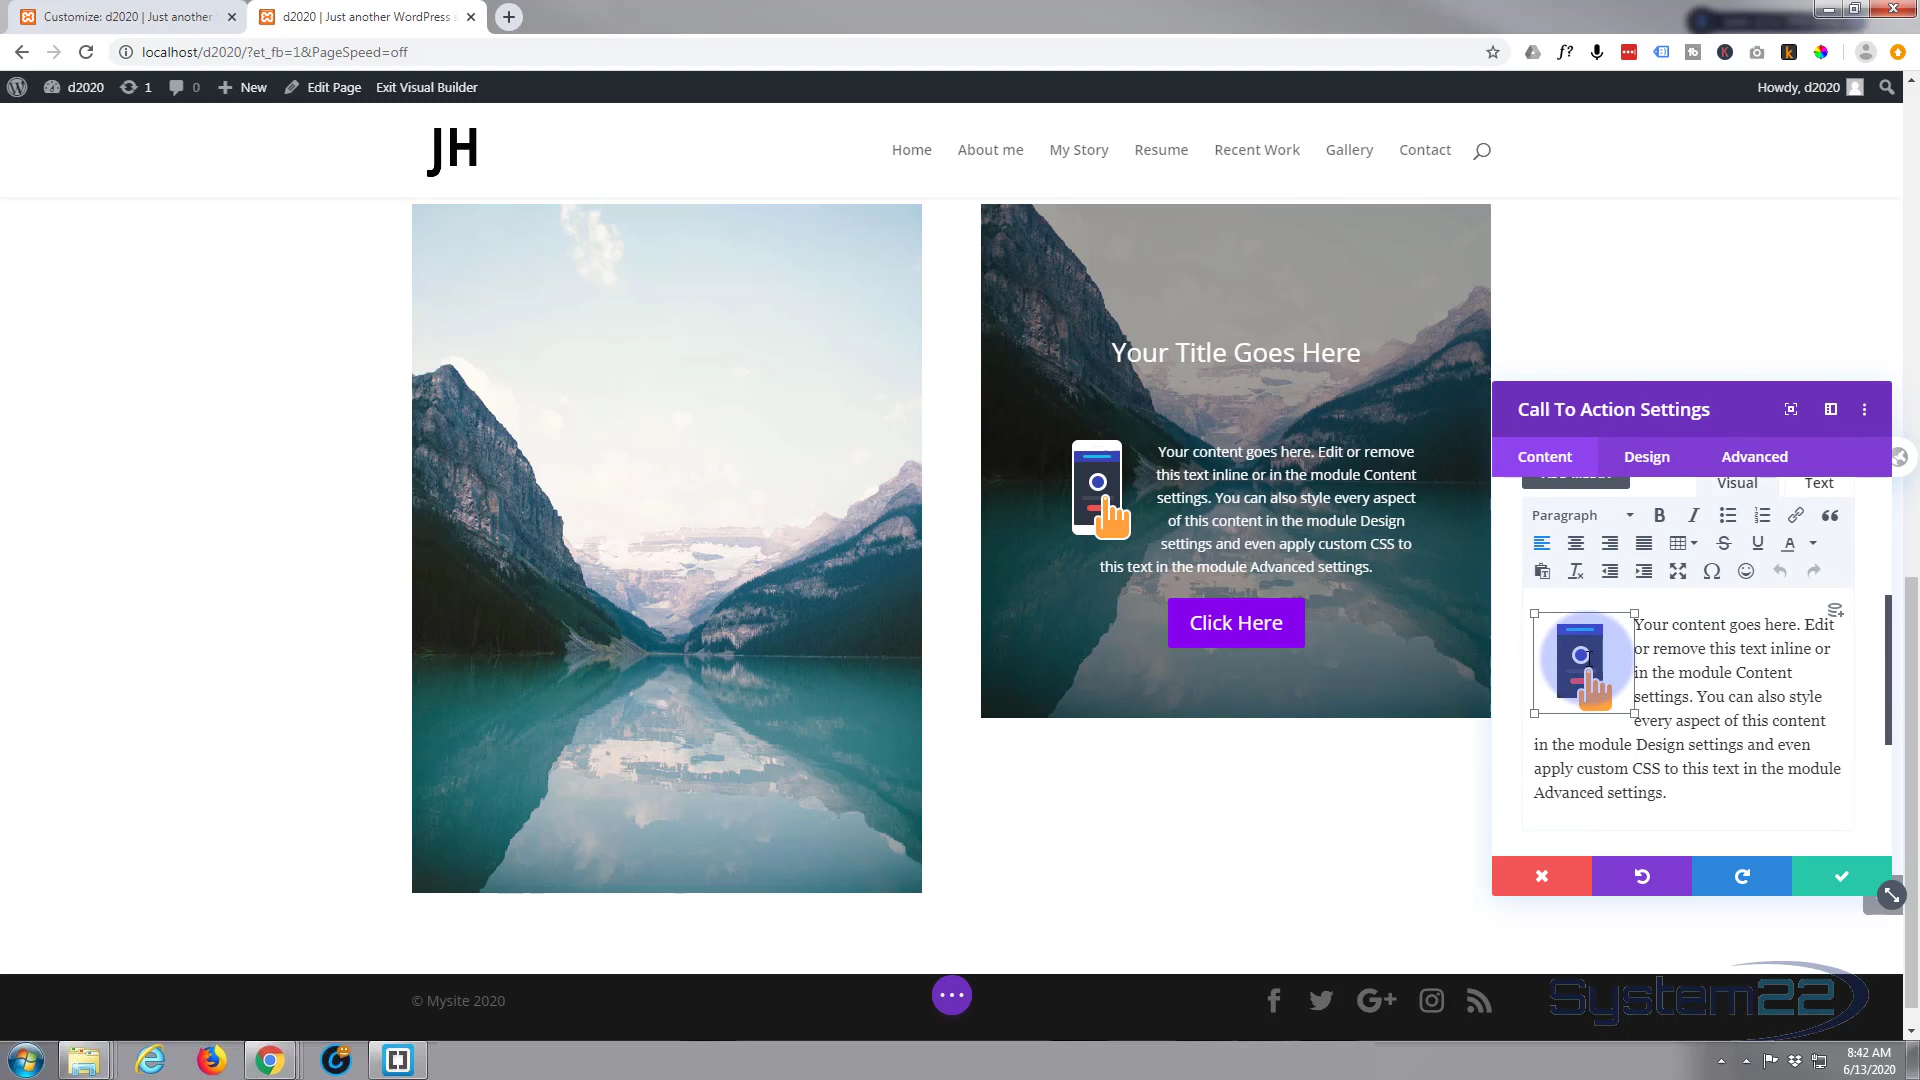 Customize: d2020 | Just another
d2020 | Just another WordPress
localhost/d2020/?et_fb=1&PageSpeed=off
d2020
1
0
New
Edit Page
Exit Visual Builder
Howdy, d2020
JH
Home
About me
My Story
Resume
Recent Work
Gallery
Contact
Your Title Goes Here
Your content goes here. Edit or remove
this text inline or in the module Content
settings. You can also style every aspect
of this content in the module Design
settings and even apply custom CSS to
this text in the module Advanced settings.
Click Here
Call To Action Settings
Content
Design
Advanced
Visual
Text
Paragraph
Your content goes here. Edit
or remove this text inline or
in the module Content
settings. You can also style
every aspect of this content
in the module Design settings and even
apply custom CSS to this text in the module
Advanced settings.
© Mysite 2020
System22
8:42 AM
6/13/2020